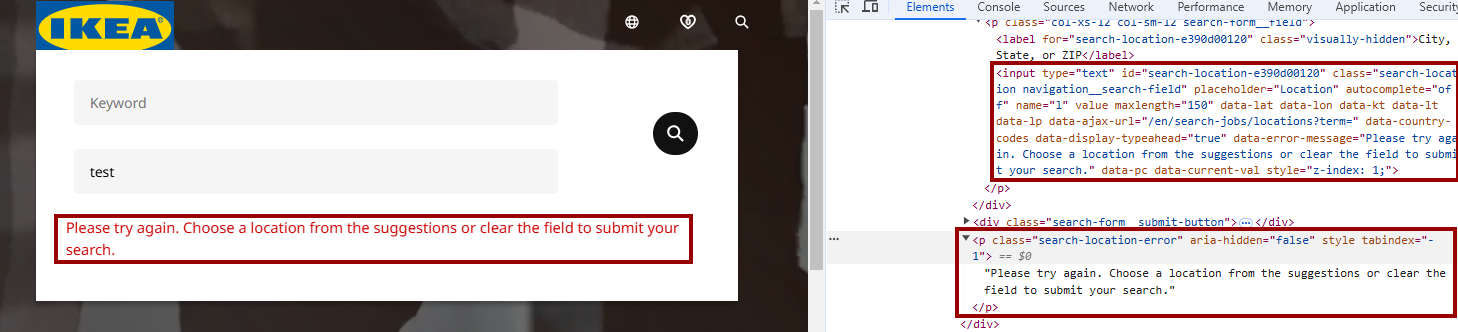 IKEA
Keyword
test
Please try again. Choose a location from the suggestions or clear the field to submit your
search.
Elements Console Sources Network Performance Memory Application Security
<p class="col-xs-12 col-sm-12 search-form__field">
<label for="search-location-e390d00120" class="visually-hidden">City,
State, or ZIP</label>
<input type="text" id="search-location-e390d00120" class="search-locat
ion navigation__search-field" placeholder="Location" autocomplete="of
f" name="l" value maxlength="150" data-lat data-lon data-kt data-lt
data-lp data-ajax-url="/en/search-jobs/locations?term=" data-country-
codes data-display-typeahead="true" data-error-message="Please try aga
in. Choose a location from the suggestions or clear the field to submi
t your search." data-pc data-current-val style="z-index: 1;">
</p>
</div>
<div class="search-form__submit-button">…</div>
<p class="search-location-error" aria-hidden="false" style tabindex="-
1"> == $0
"Please try again. Choose a location from the suggestions or clear the
field to submit your search."
</p>
</div>